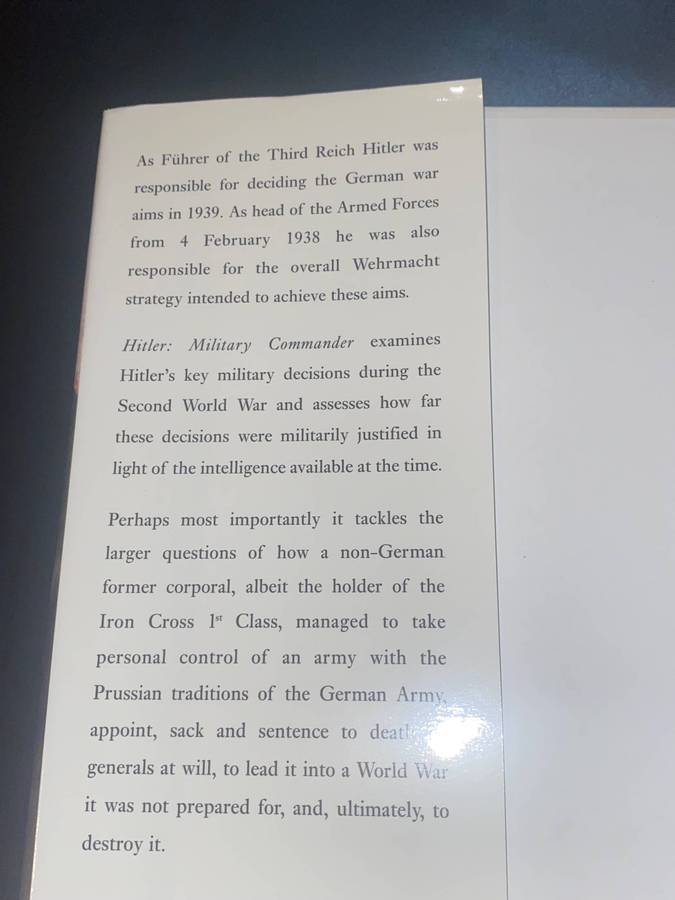 As Führer of the Third Reich Hitler was
responsible for deciding the German war
aims in 1939. As head of the Armed Forces
from 4 February 1938 he was also
responsible for the overall Wehrmacht
strategy intended to achieve these aims.
Hitler: Military Commander examines
Hitler's key military decisions during the
Second World War and assesses how far
these decisions were militarily justified in
light of the intelligence available at the time.
Perhaps most importantly it tackles the
larger questions of how a non-German
former corporal, albeit the holder of the
Iron Cross 1st Class, managed to take
personal control of an army with the
Prussian traditions of the German Army,
appoint, sack and sentence to death
generals at will, to lead it into a World War
it was not prepared for, and, ultimately, to
destroy it.